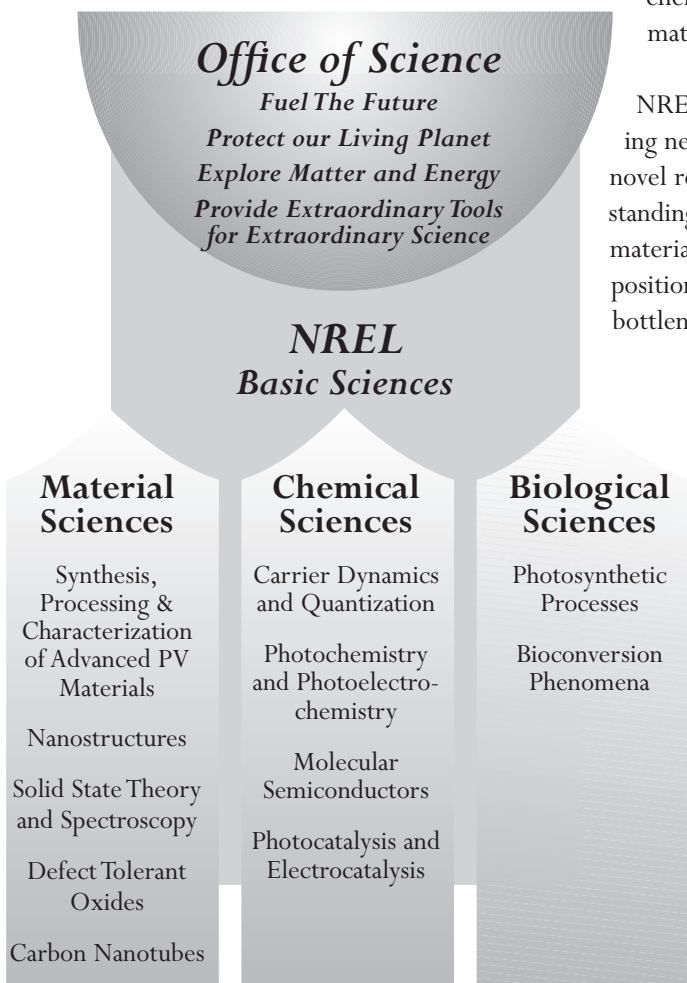 Office of Science
Fuel The Future
Protect our Living Planet
Explore Matter and Energy
Provide Extraordinary Tools
for Extraordinary Science
NREL
Basic Sciences
Material
Sciences
Synthesis,
Processing &
Characterization
of Advanced PV
Materials
Nanostructures
Solid State Theory
and Spectroscopy
Defect Tolerant
Oxides
Carbon Nanotubes
Chemical
Sciences
Carrier Dynamics
and Quantization
Photochemistry
and Photoelectro-
chemistry
Molecular
Semiconductors
Photocatalysis and
Electrocatalysis
Biological
Sciences
Photosynthetic
Processes
Bioconversion
Phenomena
mat
NRE
ing ne
novel re
standing
materia
position
bottlen